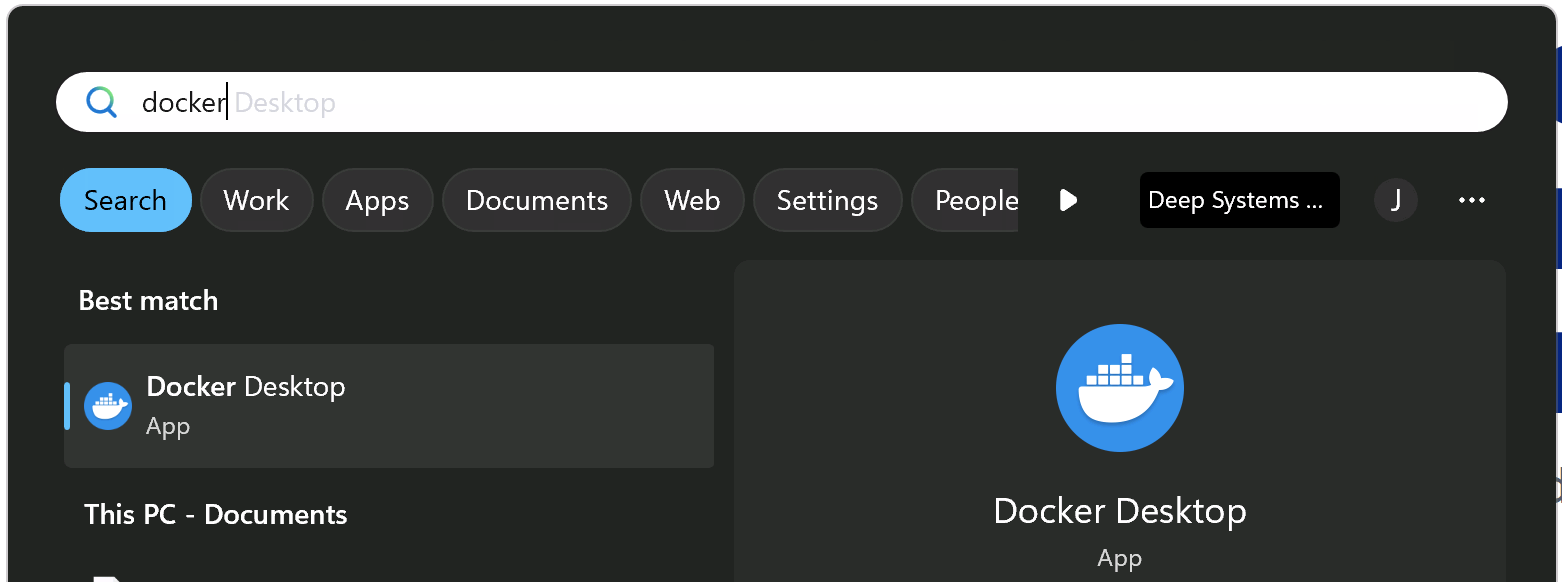 docker Desktop
Search Work Apps Documents Web Settings People Deep Systems ... J
Best match
Docker Desktop
App
This PC - Documents
Docker Desktop
App